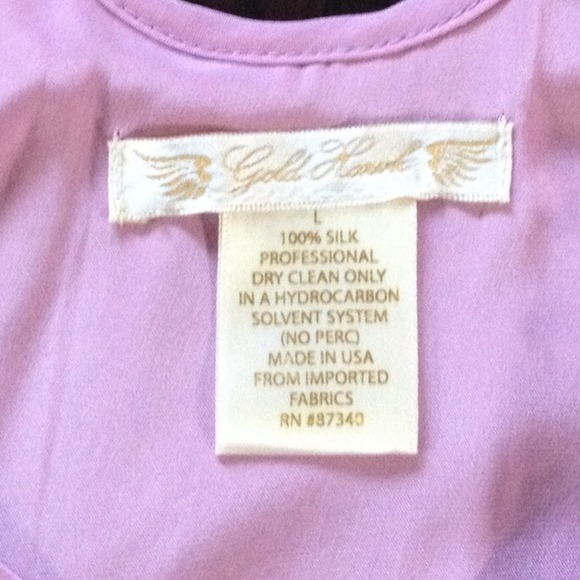 Gold Hawk
L
100% SILK
PROFESSIONAL
DRY CLEAN ONLY
IN A HYDROCARBON
SOLVENT SYSTEM
(NO PERC)
MADE IN USA
FROM IMPORTED
FABRICS
RN #87340